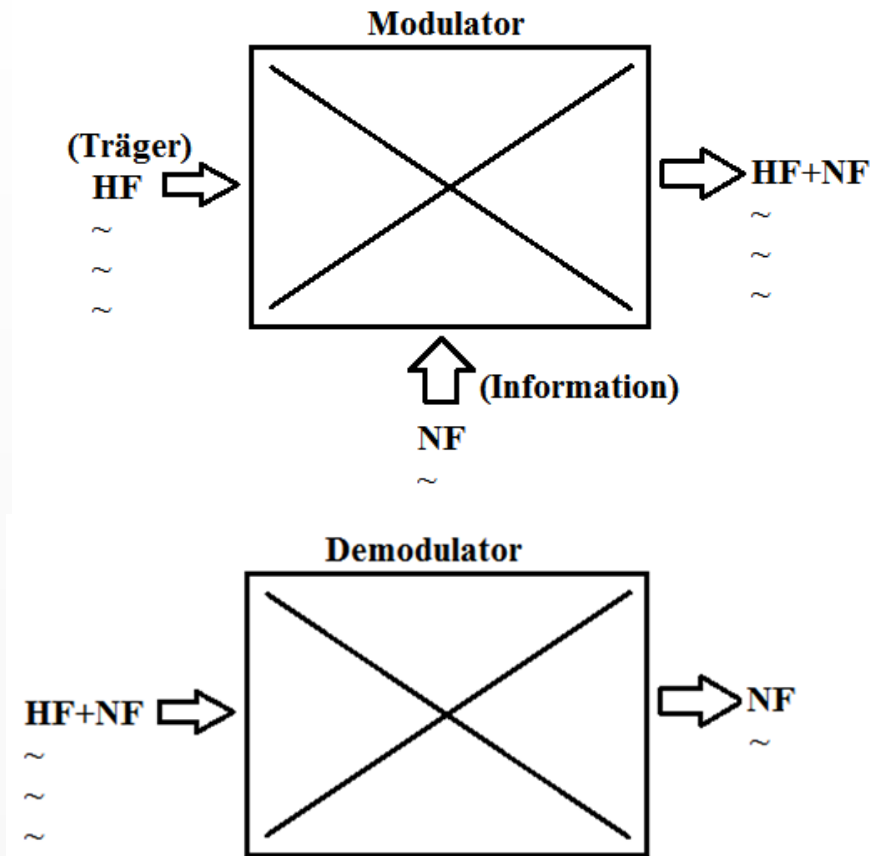 Modulator
(Träger)
HF
~
~
~
HF+NF
~
~
~
(Information)
NF
~
Demodulator
HF+NF
~
~
~
NF
~